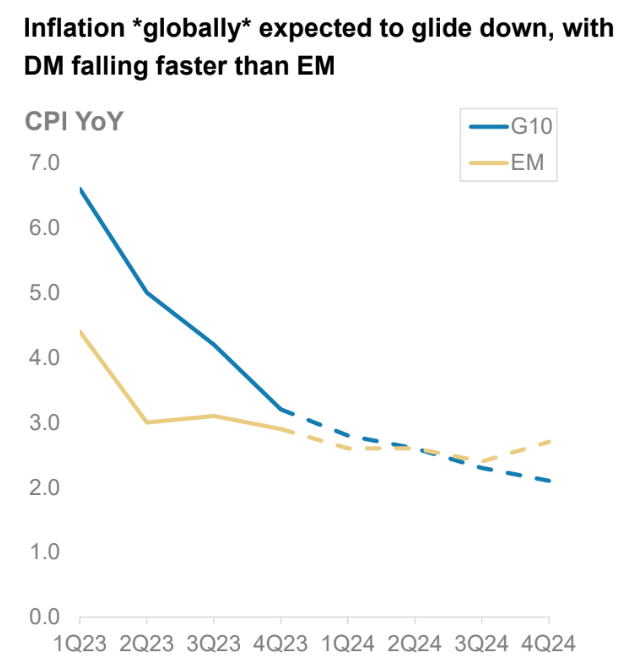 Inflation *globally* expected to glide down, with
DM falling faster than EM
CPI YoY
G10
EM
7.0
6.0
5.0
4.0
3.0
2.0
1.0
0.0
1Q23 2Q23 3Q23 4Q23 1Q24 2Q24 3Q24 4Q24